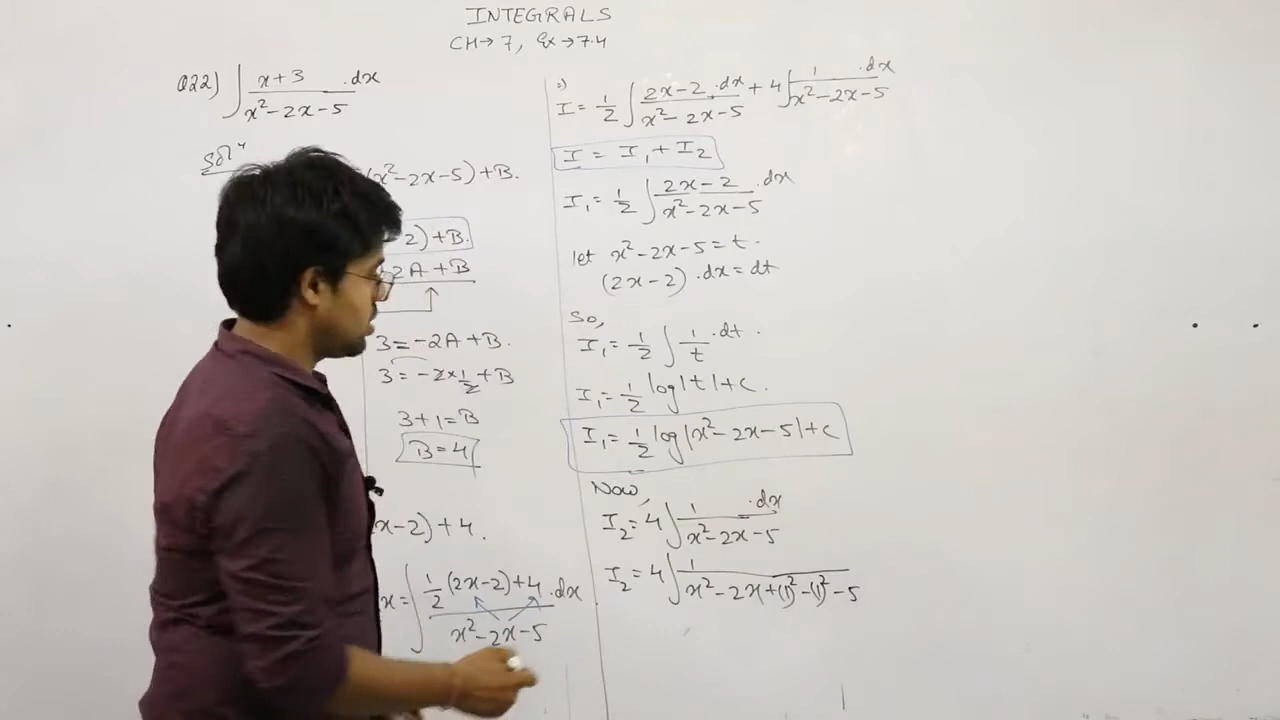 INTEGRALS
CH→7, Ex→7.4
Q22) ∫ x+3 / x²-2x-5 .dx
Solⁿ
(x²-2x-5)+B.
2)+B.
2A+B
3=-2A+B.
3=-2×1/2+B
3+1=B
B=4
x-2)+4.
x=∫ 1/2(2x-2)+4 / x²-2x-5 .dx
I=1/2∫ 2x-2 / x²-2x-5 .dx+4∫ 1 / x²-2x-5 .dx
I=I₁+I₂
I₁=1/2∫ 2x-2 / x²-2x-5 .dx
let x²-2x-5=t.
(2x-2).dx=dt
So,
I₁=1/2∫ 1/t .dt.
I₁=1/2 log|t|+c.
I₁=1/2 log|x²-2x-5|+c
Now,
I₂=4∫ 1 / x²-2x-5 .dx
I₂=4∫ 1 / x²-2x+(1)²-(1)²-5